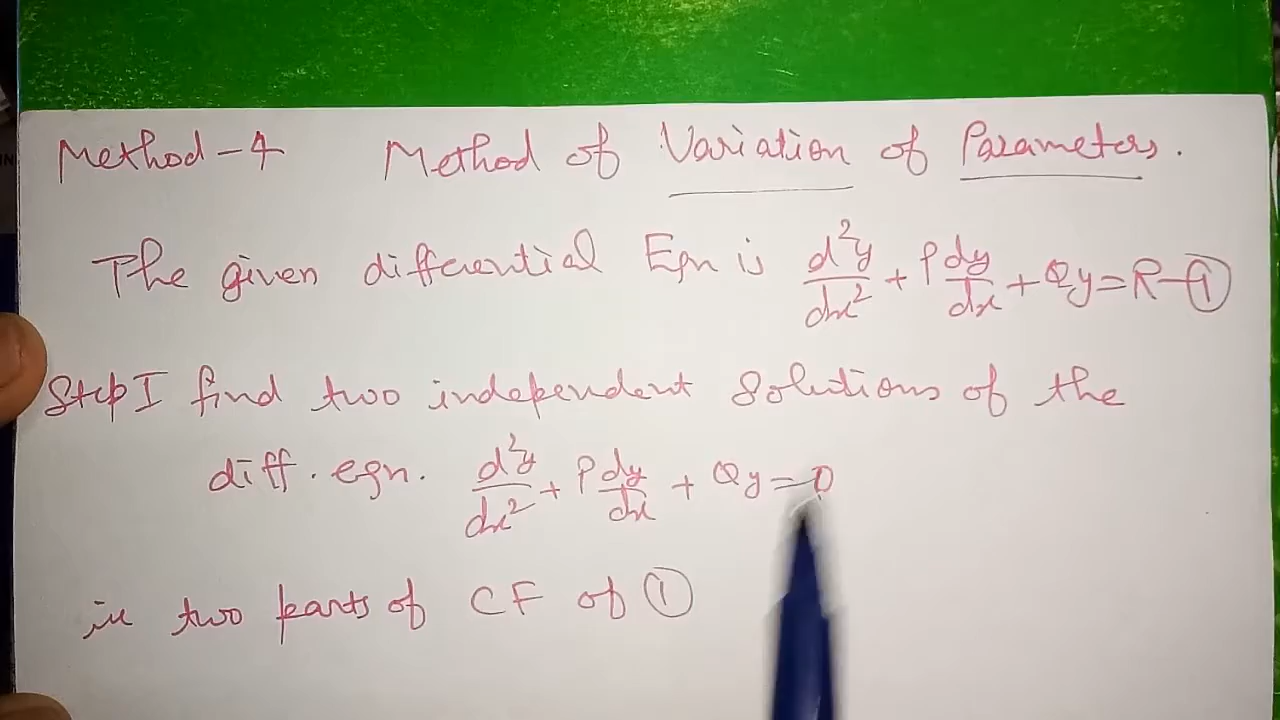 Method-4 Method of Variation of Parameters.
The given differential Eqn is d²y/dx² + P dy/dx + Qy = R — ①
Step I find two independent solutions of the
diff. eqn. d²y/dx² + P dy/dx + Qy = 0
ie two parts of CF of ①